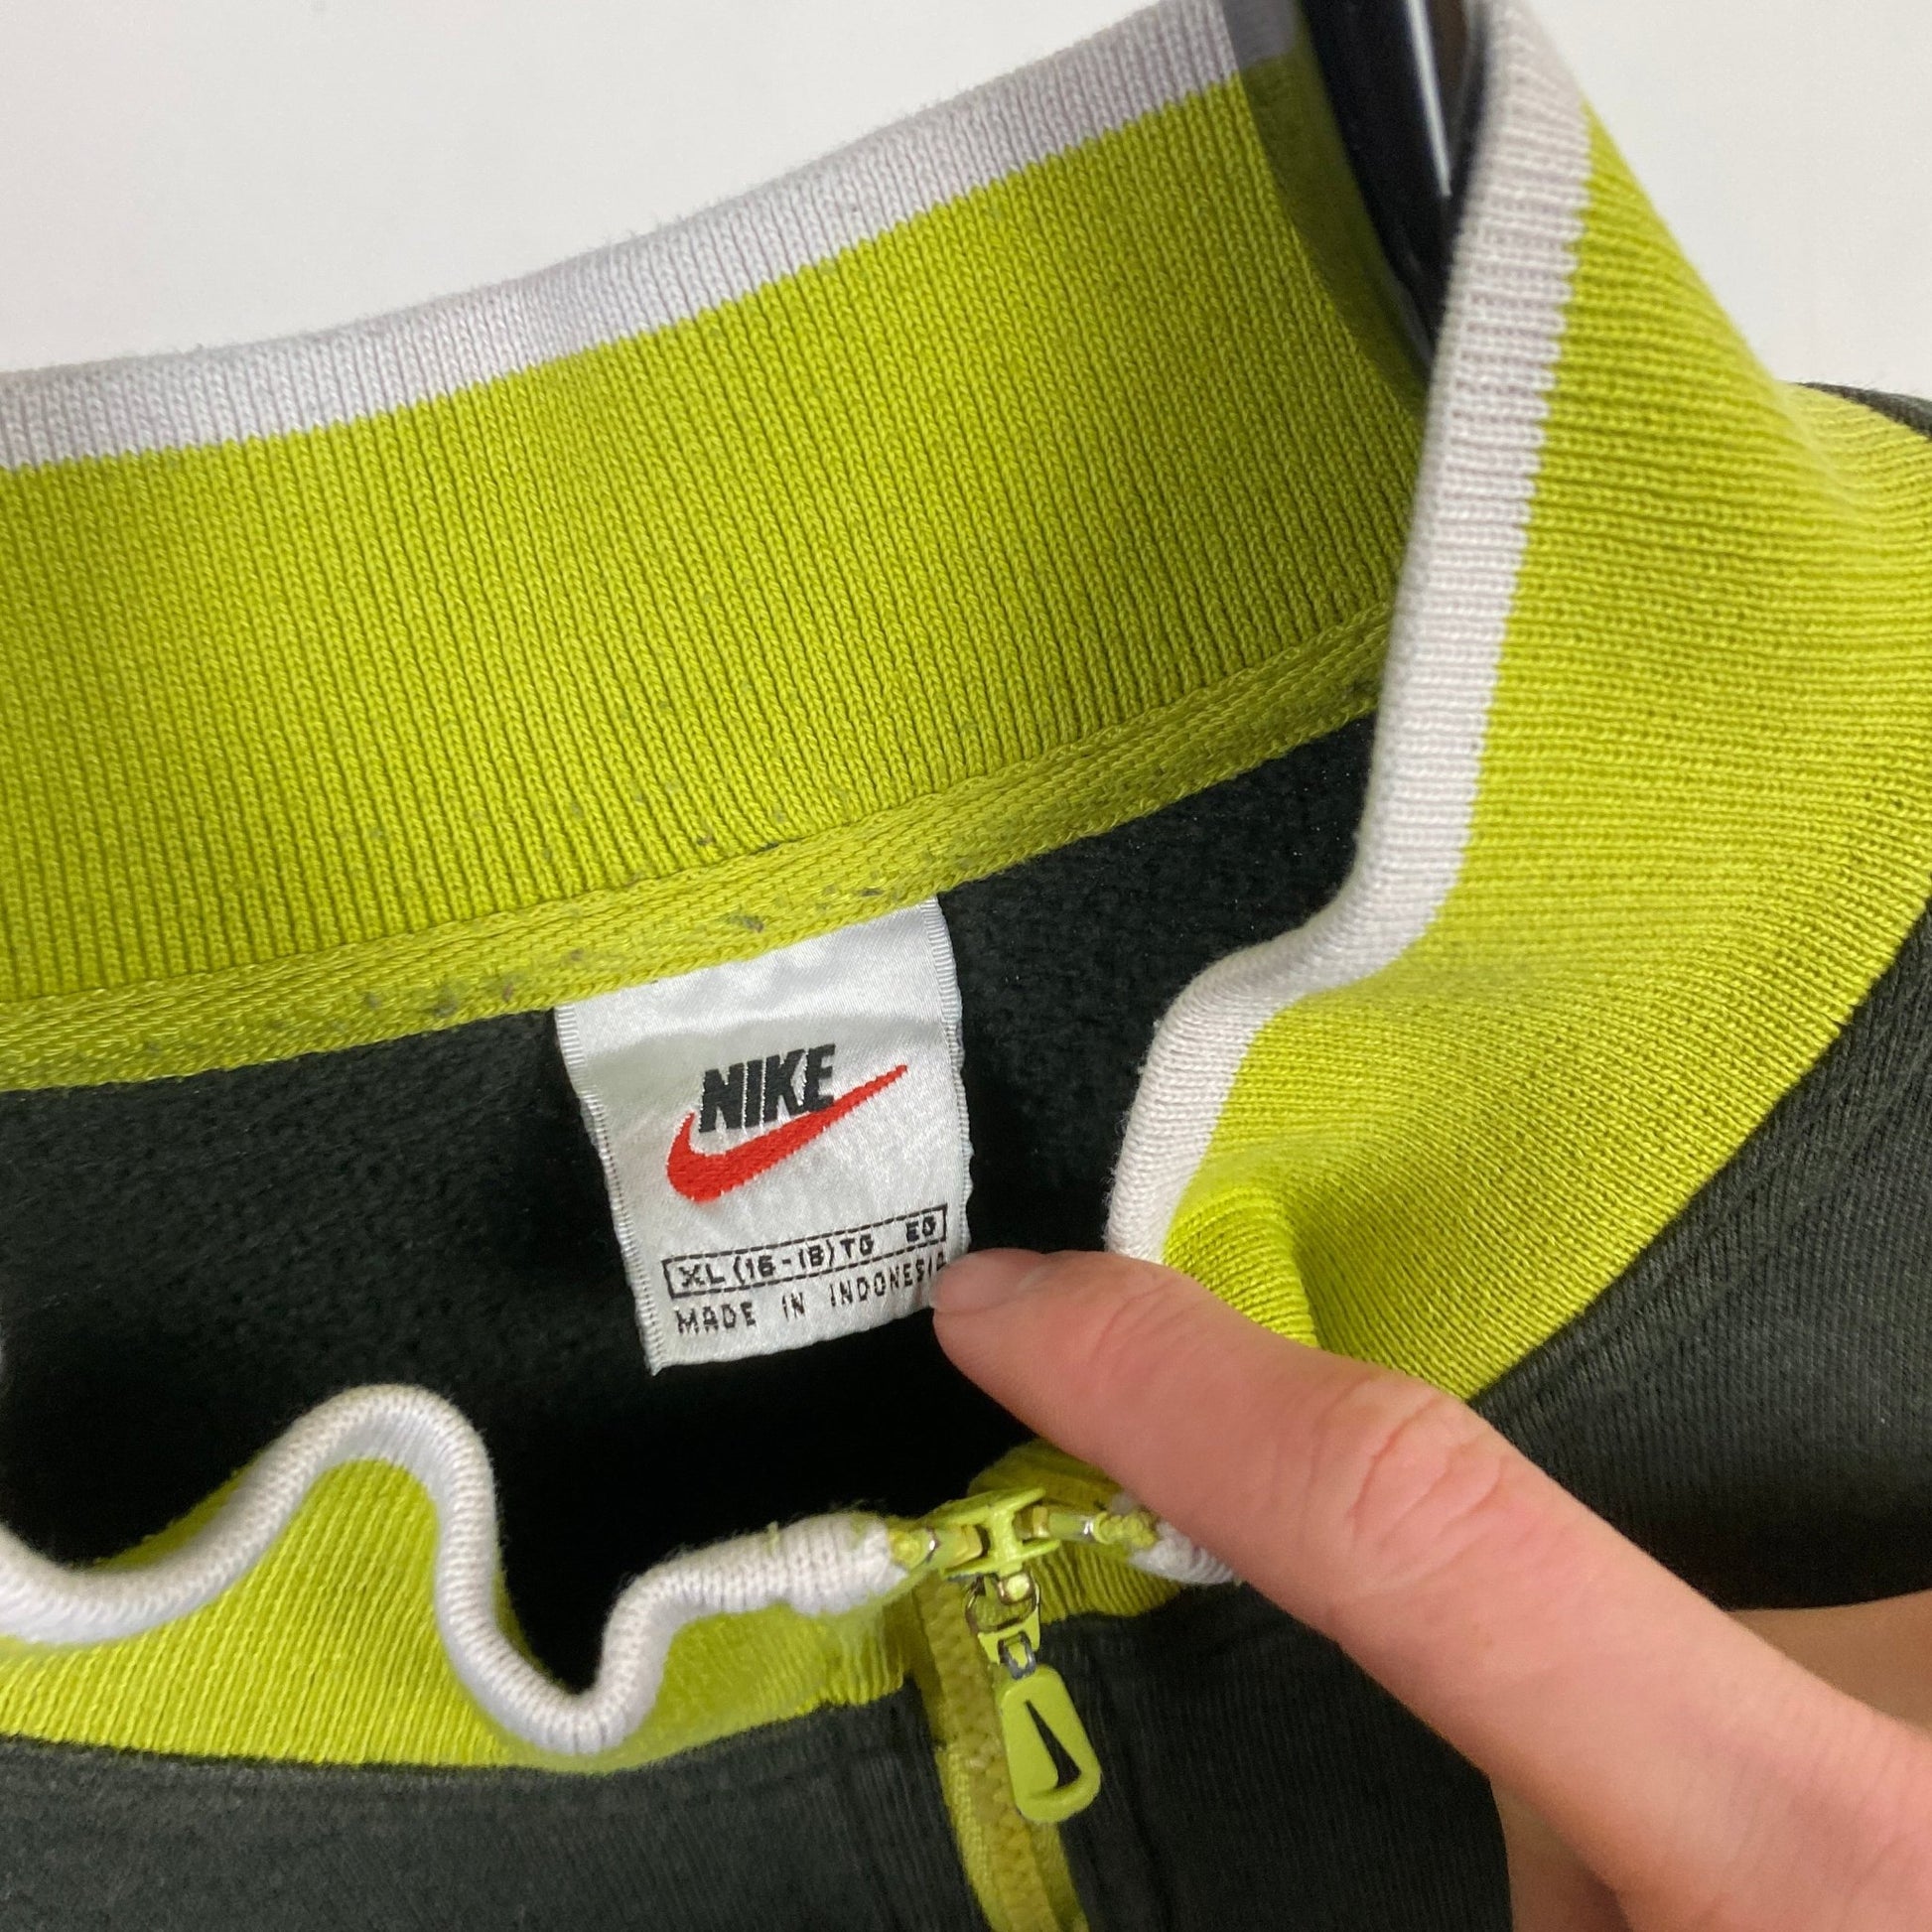 NIKE
XL (16-18) TG EG
MADE IN INDONESIA